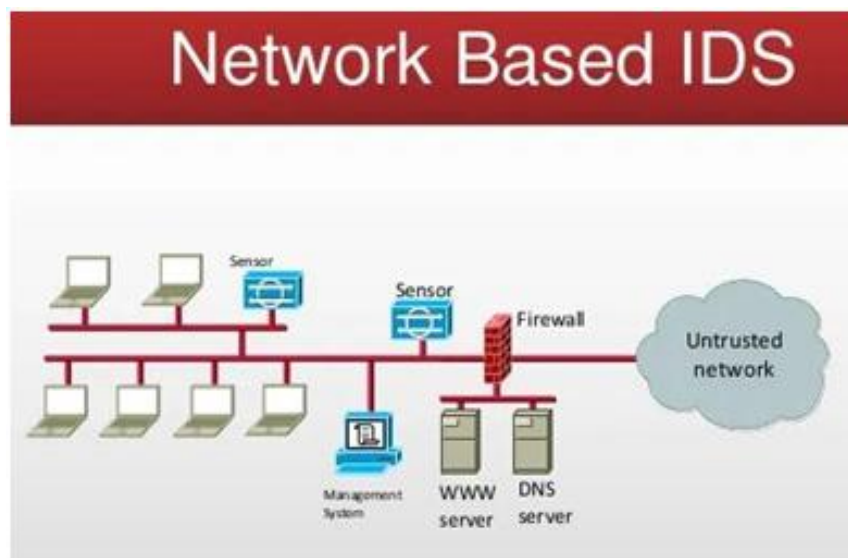 Network Based IDS
Sensor
Sensor
Firewall
Untrusted
network
Management
System
WWW
server
DNS
server